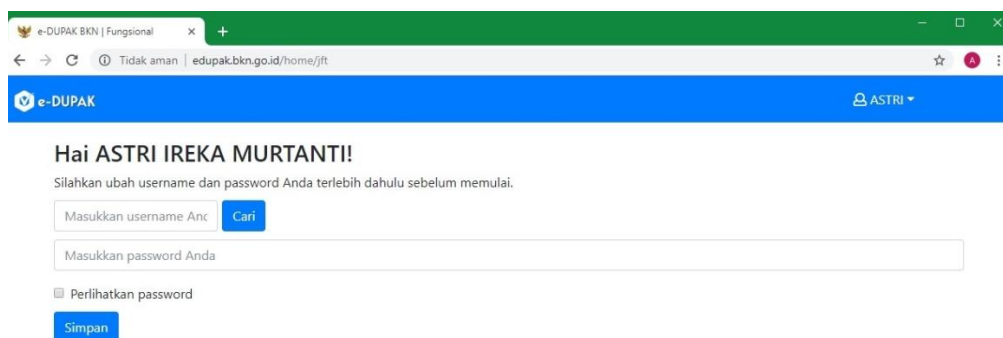 e-DUPAK BKN | Fungsional
Tidak aman | edupak.bkn.go.id/home/jft
A
e-DUPAK
ASTRI
Hai ASTRI IREKA MURTANTI!
Silahkan ubah username dan password Anda terlebih dahulu sebelum memulai.
Masukkan username Anc
Cari
Masukkan password Anda
Perlihatkan password
Simpan